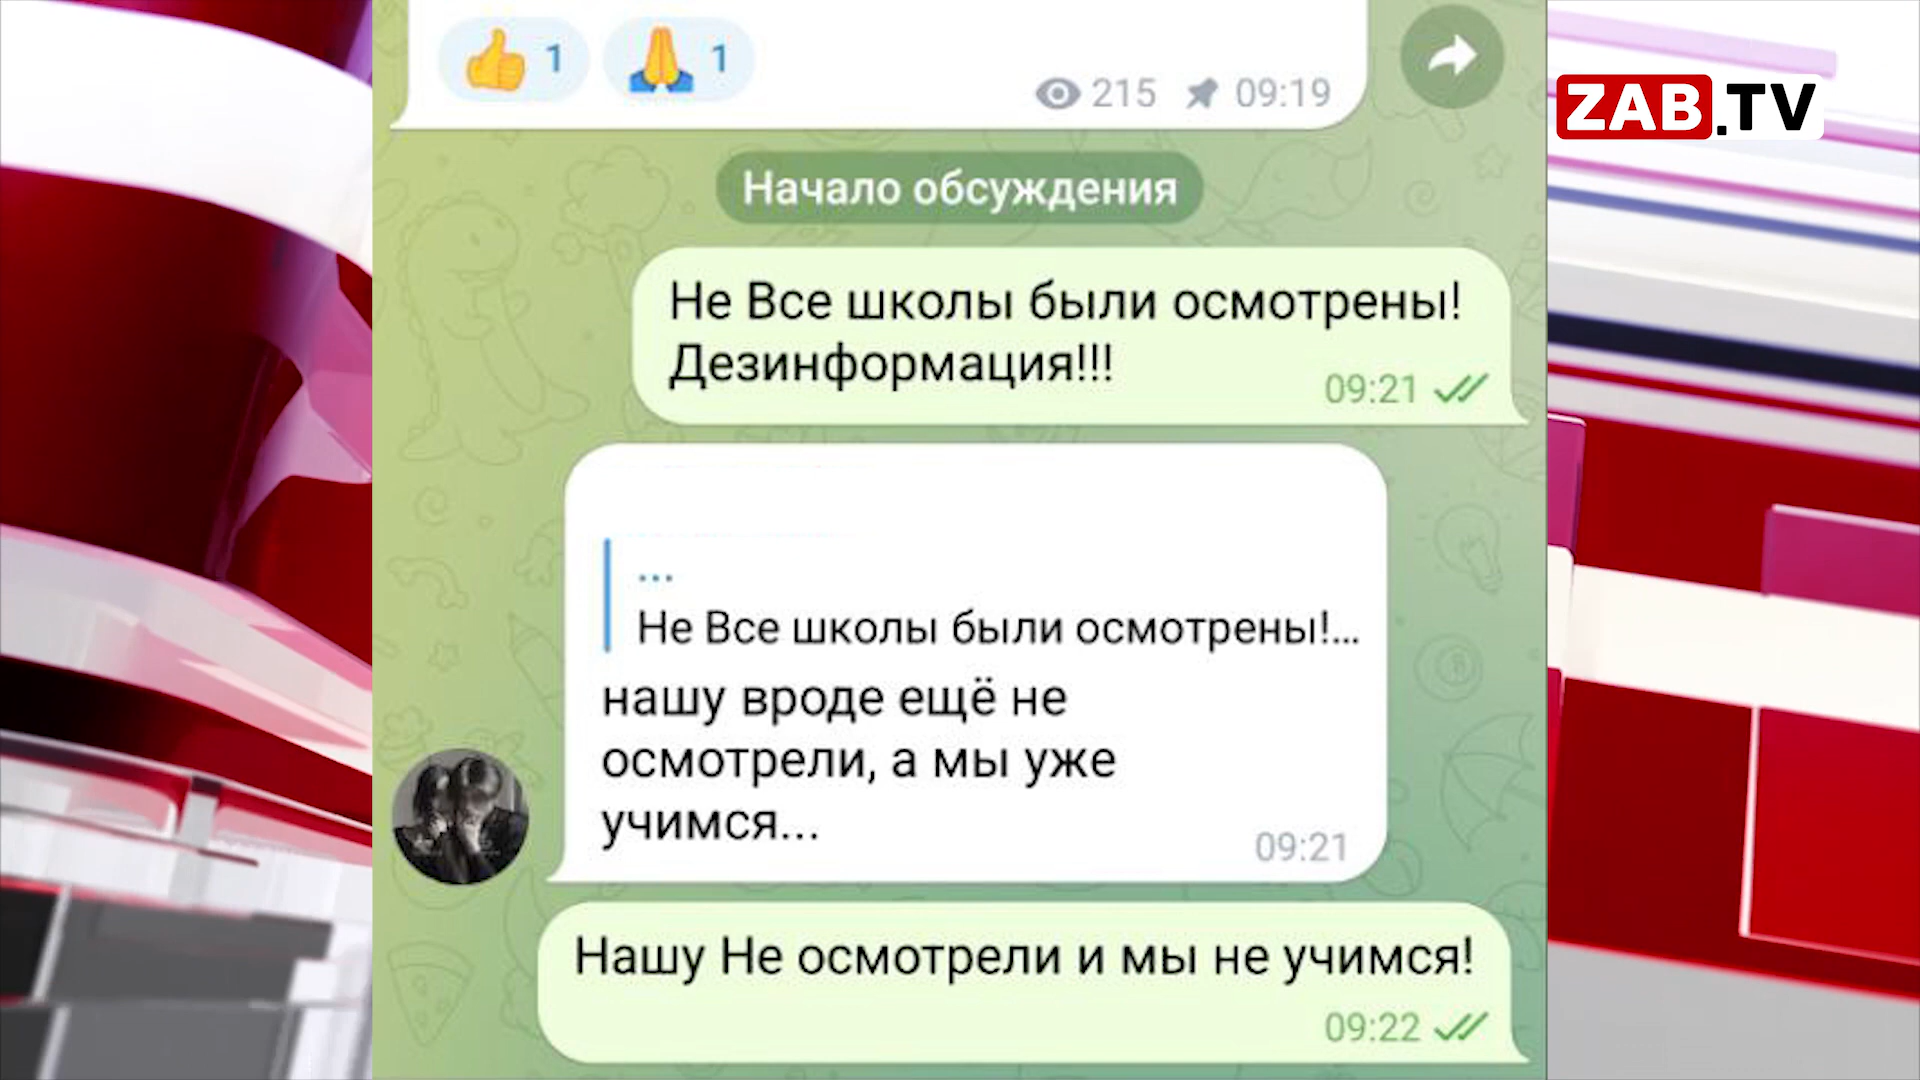 1 1
215 09:19
ZAB.TV
Начало обсуждения
Не Все школы были осмотрены!
Дезинформация!!!
09:21
...
Не Все школы были осмотрены!...
нашу вроде ещё не
осмотрели, а мы уже
учимся...
09:21
Нашу Не осмотрели и мы не учимся!
09:22